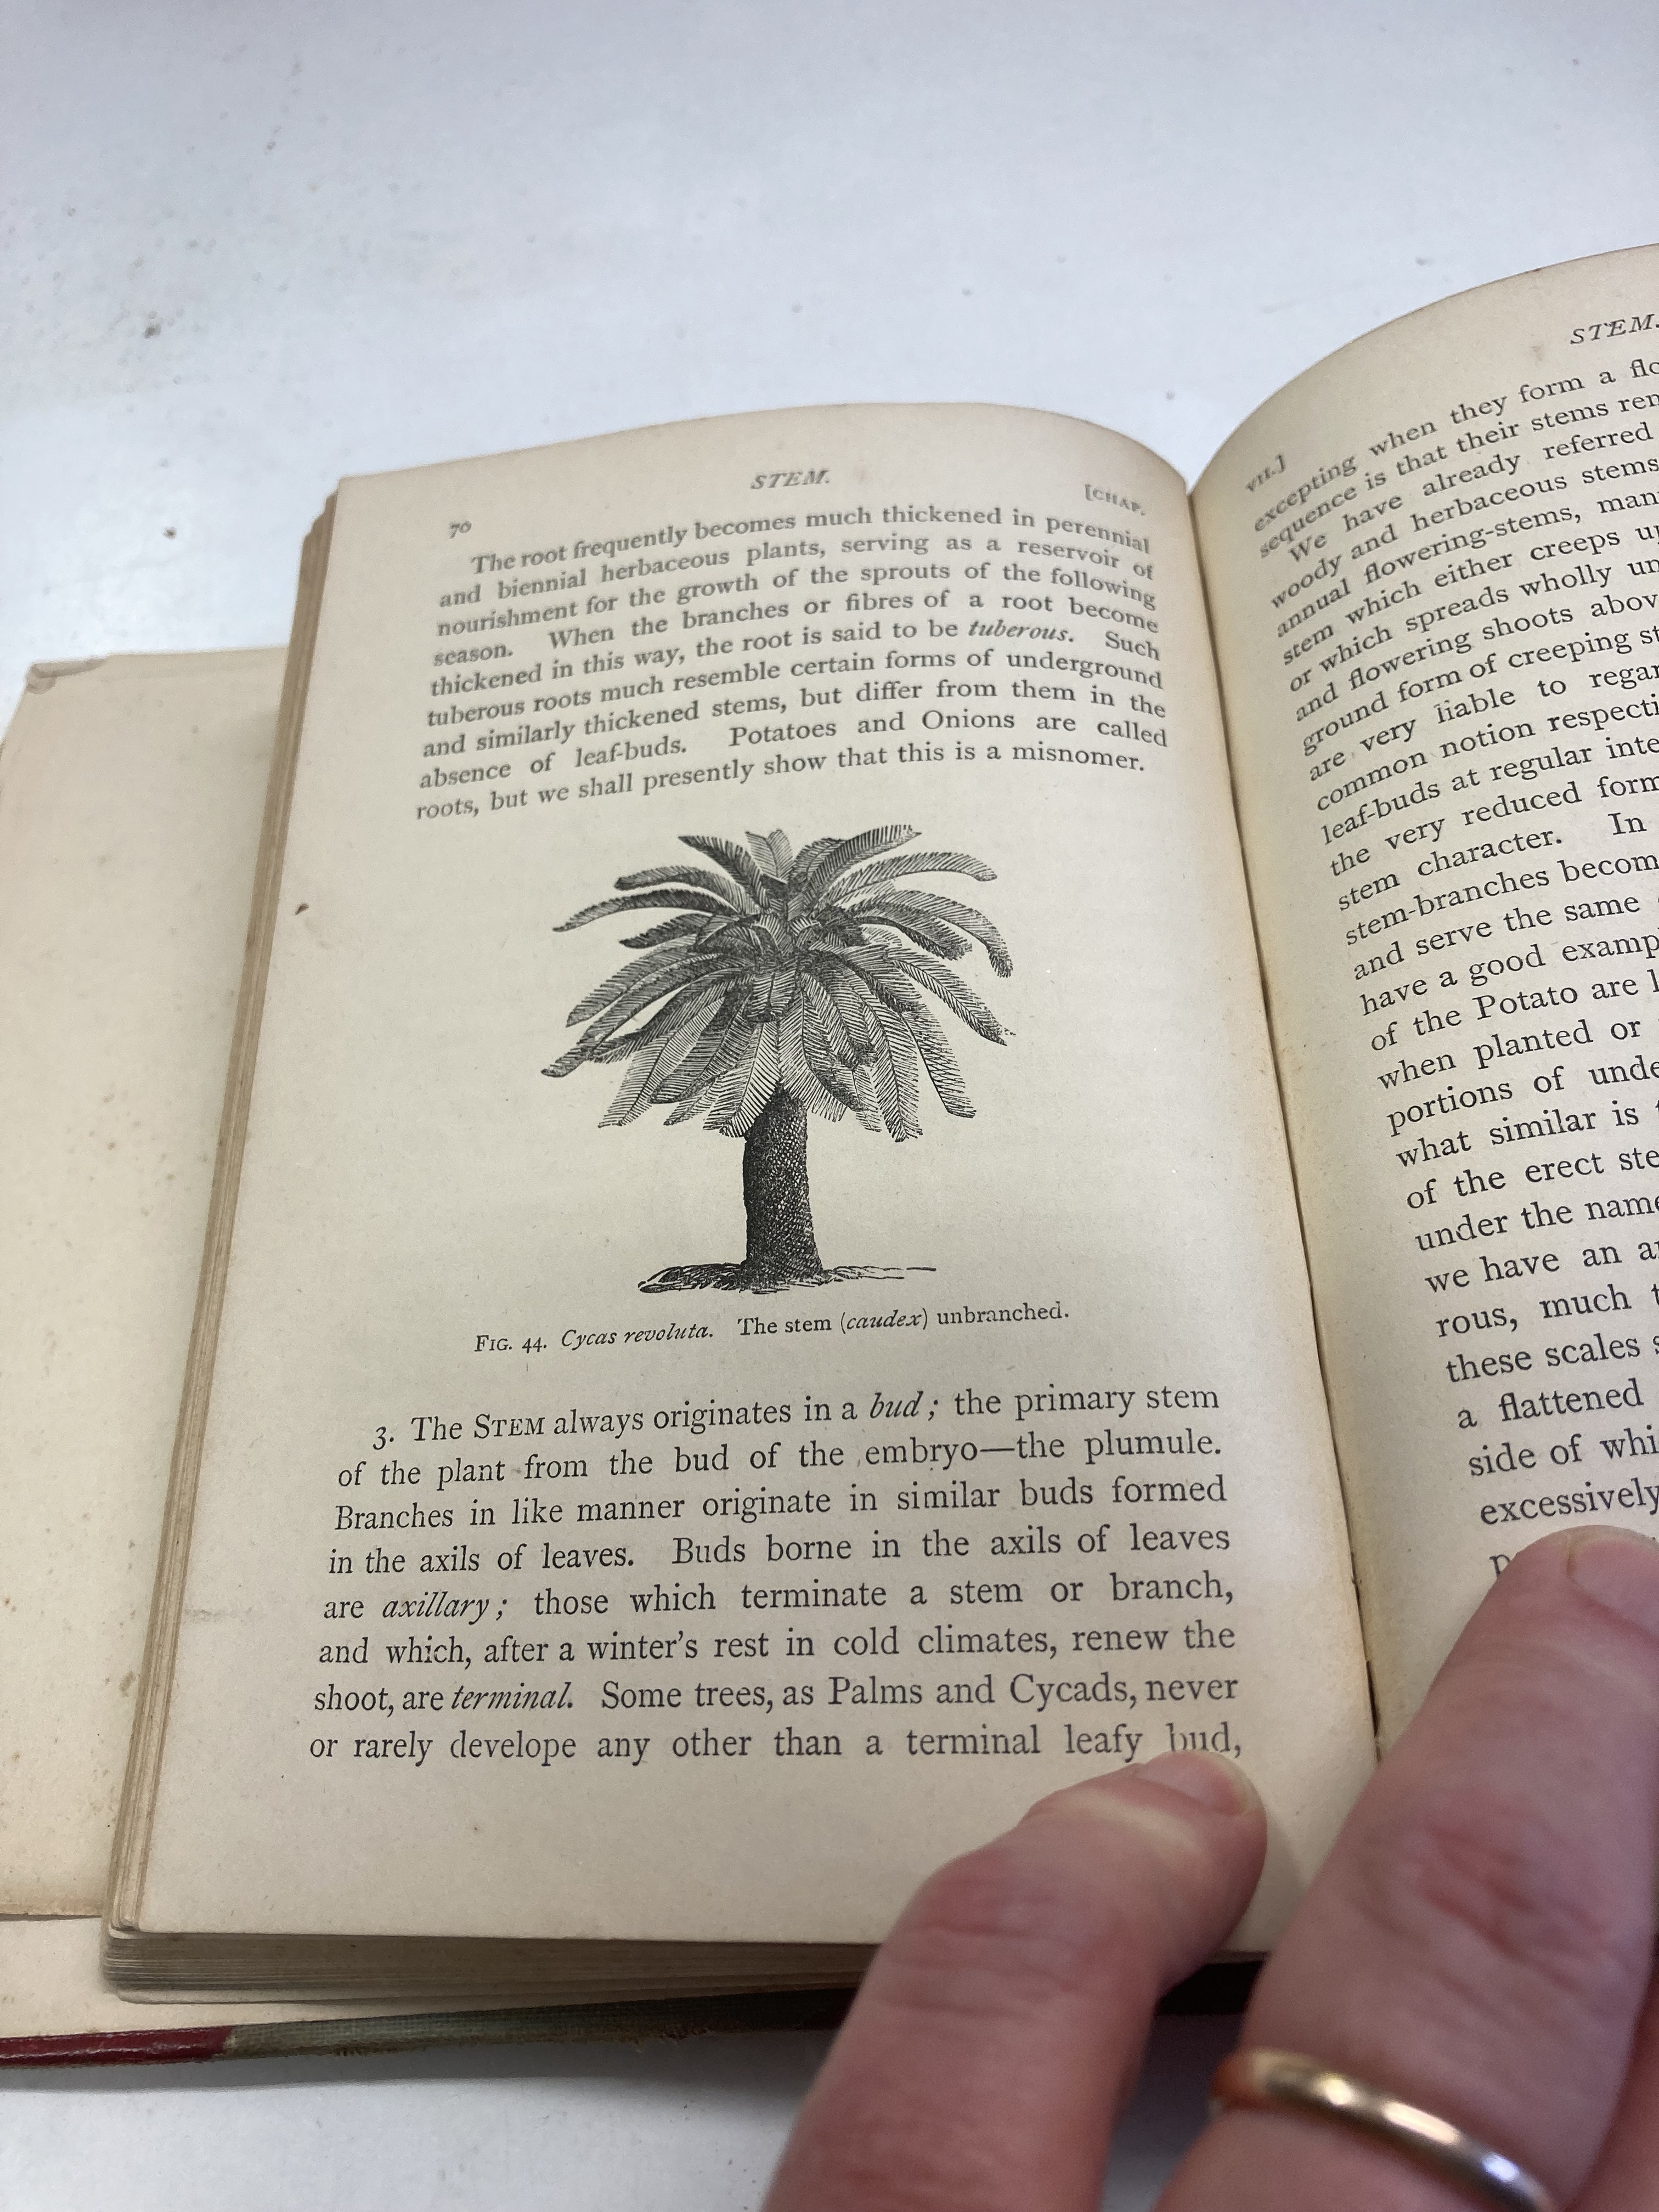 70
STEM.
[CHAP.
The root frequently becomes much thickened in perennial
and biennial herbaceous plants, serving as a reservoir of
nourishment for the growth of the sprouts of the following
season. When the branches or fibres of a root become
thickened in this way, the root is said to be tuberous. Such
tuberous roots much resemble certain forms of underground
and similarly thickened stems, but differ from them in the
absence of leaf-buds. Potatoes and Onions are called
roots, but we shall presently show that this is a misnomer.
FIG. 44. Cycas revoluta. The stem (caudex) unbranched.
3. The STEM always originates in a bud; the primary stem
of the plant from the bud of the embryo—the plumule.
Branches in like manner originate in similar buds formed
in the axils of leaves. Buds borne in the axils of leaves
are axillary; those which terminate a stem or branch,
and which, after a winter's rest in cold climates, renew the
shoot, are terminal. Some trees, as Palms and Cycads, never
or rarely develope any other than a terminal leafy bud,
VII.]
STEM.
excepting when they form a
sequence is that their stems
We have already referred
woody and herbaceous stems
annual flowering-stems,
stem which either creeps
or which spreads wholly
and flowering shoots
ground form of creeping
are very liable to
common notion
leaf-buds at regular
the very reduced
stem character. In
stem-branches
and serve the same
have a good
of the Potato are
when planted or
portions of
what similar is
of the erect
under the
we have an
rous, much
these scales
a flattened
side of
excessively